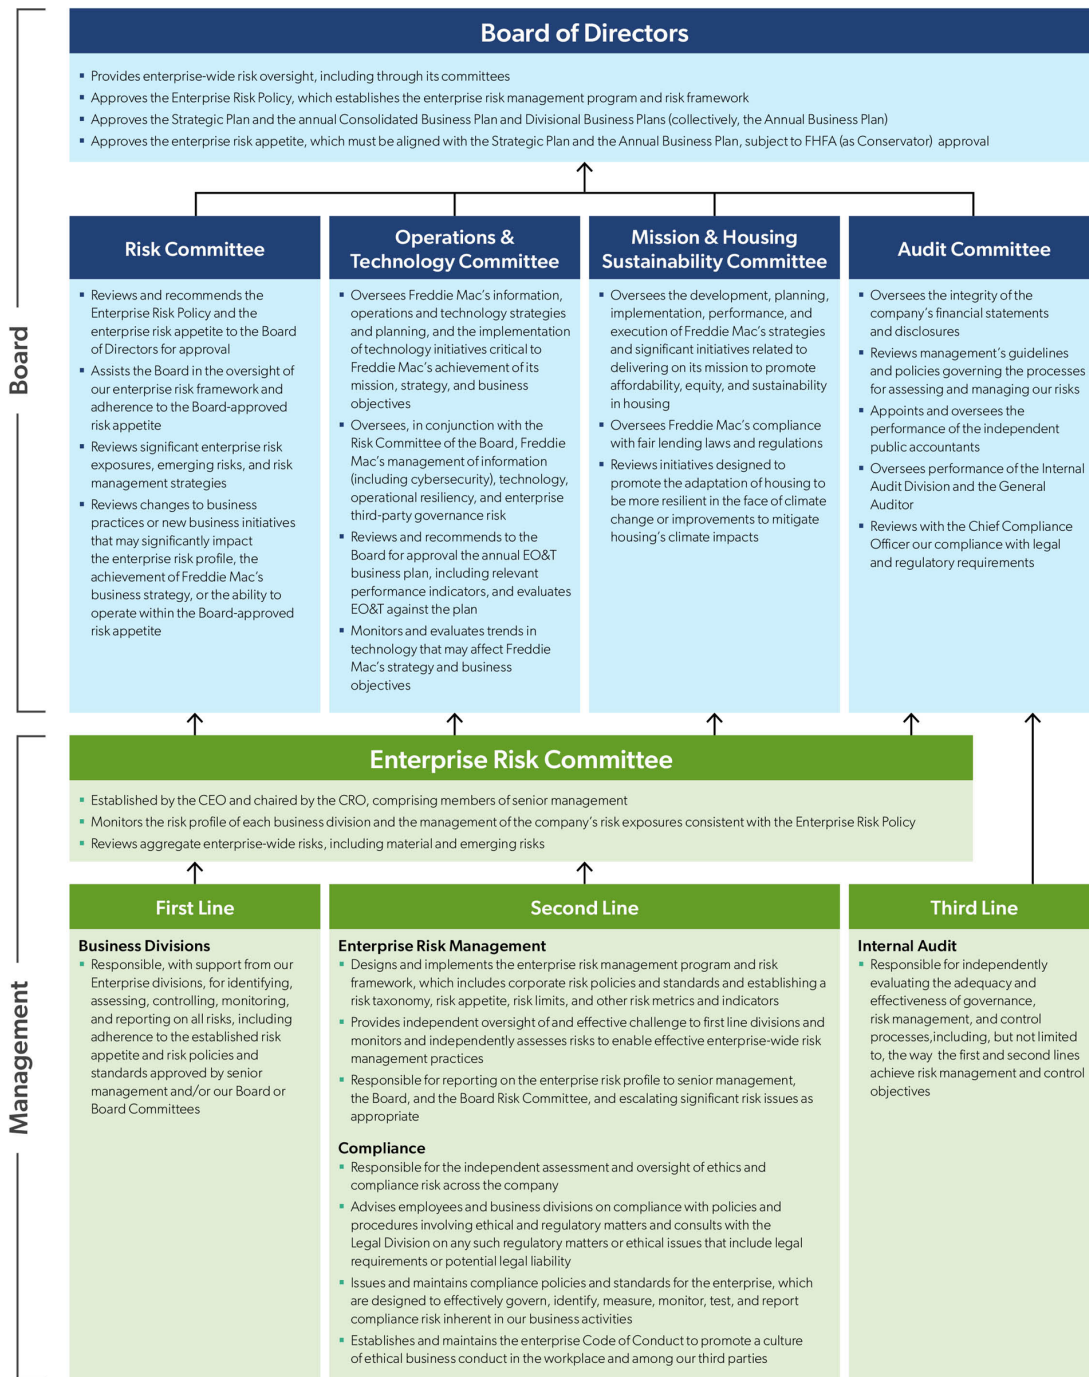 Board of Directors
▪ Provides enterprise-wide risk oversight, including through its committees
▪ Approves the Enterprise Risk Policy, which establishes the enterprise risk management program and risk framework
▪ Approves the Strategic Plan and the annual Consolidated Business Plan and Divisional Business Plans (collectively, the Annual Business Plan)
▪ Approves the enterprise risk appetite, which must be aligned with the Strategic Plan and the Annual Business Plan, subject to FHFA (as Conservator) approval
Board
Risk Committee
▪ Reviews and recommends the
Enterprise Risk Policy and the
enterprise risk appetite to the Board
of Directors for approval
▪ Assists the Board in the oversight of
our enterprise risk framework and
adherence to the Board-approved
risk appetite
▪ Reviews significant enterprise risk
exposures, emerging risks, and risk
management strategies
▪ Reviews changes to business
practices or new business initiatives
that may significantly impact
the enterprise risk profile, the
achievement of Freddie Mac's
business strategy, or the ability to
operate within the Board-approved
risk appetite
Operations &
Technology Committee
▪ Oversees Freddie Mac's information,
operations and technology strategies
and planning, and the implementation
of technology initiatives critical to
Freddie Mac's achievement of its
mission, strategy, and business
objectives
▪ Oversees, in conjunction with the
Risk Committee of the Board, Freddie
Mac's management of information
(including cybersecurity), technology,
operational resiliency, and enterprise
third-party governance risk
▪ Reviews and recommends to the
Board for approval the annual EO&T
business plan, including relevant
performance indicators, and evaluates
EO&T against the plan
▪ Monitors and evaluates trends in
technology that may affect Freddie
Mac's strategy and business
objectives
Mission & Housing
Sustainability Committee
▪ Oversees the development, planning,
implementation, performance, and
execution of Freddie Mac's strategies
and significant initiatives related to
delivering on its mission to promote
affordability, equity, and sustainability
in housing
▪ Oversees Freddie Mac's compliance
with fair lending laws and regulations
▪ Reviews initiatives designed to
promote the adaptation of housing to
be more resilient in the face of climate
change or improvements to mitigate
housing's climate impacts
Audit Committee
▪ Oversees the integrity of the
company's financial statements
and disclosures
▪ Reviews management's guidelines
and policies governing the processes
for assessing and managing our risks
▪ Appoints and oversees the
performance of the independent
public accountants
▪ Oversees performance of the Internal
Audit Division and the General
Auditor
▪ Reviews with the Chief Compliance
Officer our compliance with legal
and regulatory requirements
Management
Enterprise Risk Committee
▪ Established by the CEO and chaired by the CRO, comprising members of senior management
▪ Monitors the risk profile of each business division and the management of the company's risk exposures consistent with the Enterprise Risk Policy
▪ Reviews aggregate enterprise-wide risks, including material and emerging risks
First Line
Business Divisions
▪ Responsible, with support from our
Enterprise divisions, for identifying,
assessing, controlling, monitoring,
and reporting on all risks, including
adherence to the established risk
appetite and risk policies and
standards approved by senior
management and/or our Board or
Board Committees
Second Line
Enterprise Risk Management
▪ Designs and implements the enterprise risk management program and risk
framework, which includes corporate risk policies and standards and establishing a
risk taxonomy, risk appetite, risk limits, and other risk metrics and indicators
▪ Provides independent oversight of and effective challenge to first line divisions and
monitors and independently assesses risks to enable effective enterprise-wide risk
management practices
▪ Responsible for reporting on the enterprise risk profile to senior management,
the Board, and the Board Risk Committee, and escalating significant risk issues as
appropriate
Compliance
▪ Responsible for the independent assessment and oversight of ethics and
compliance risk across the company
▪ Advises employees and business divisions on compliance with policies and
procedures involving ethical and regulatory matters and consults with the
Legal Division on any such regulatory matters or ethical issues that include legal
requirements or potential legal liability
▪ Issues and maintains compliance policies and standards for the enterprise, which
are designed to effectively govern, identify, measure, monitor, test, and report
compliance risk inherent in our business activities
▪ Establishes and maintains the enterprise Code of Conduct to promote a culture
of ethical business conduct in the workplace and among our third parties
Third Line
Internal Audit
▪ Responsible for independently
evaluating the adequacy and
effectiveness of governance,
risk management, and control
processes,including, but not limited
to, the way the first and second lines
achieve risk management and control
objectives